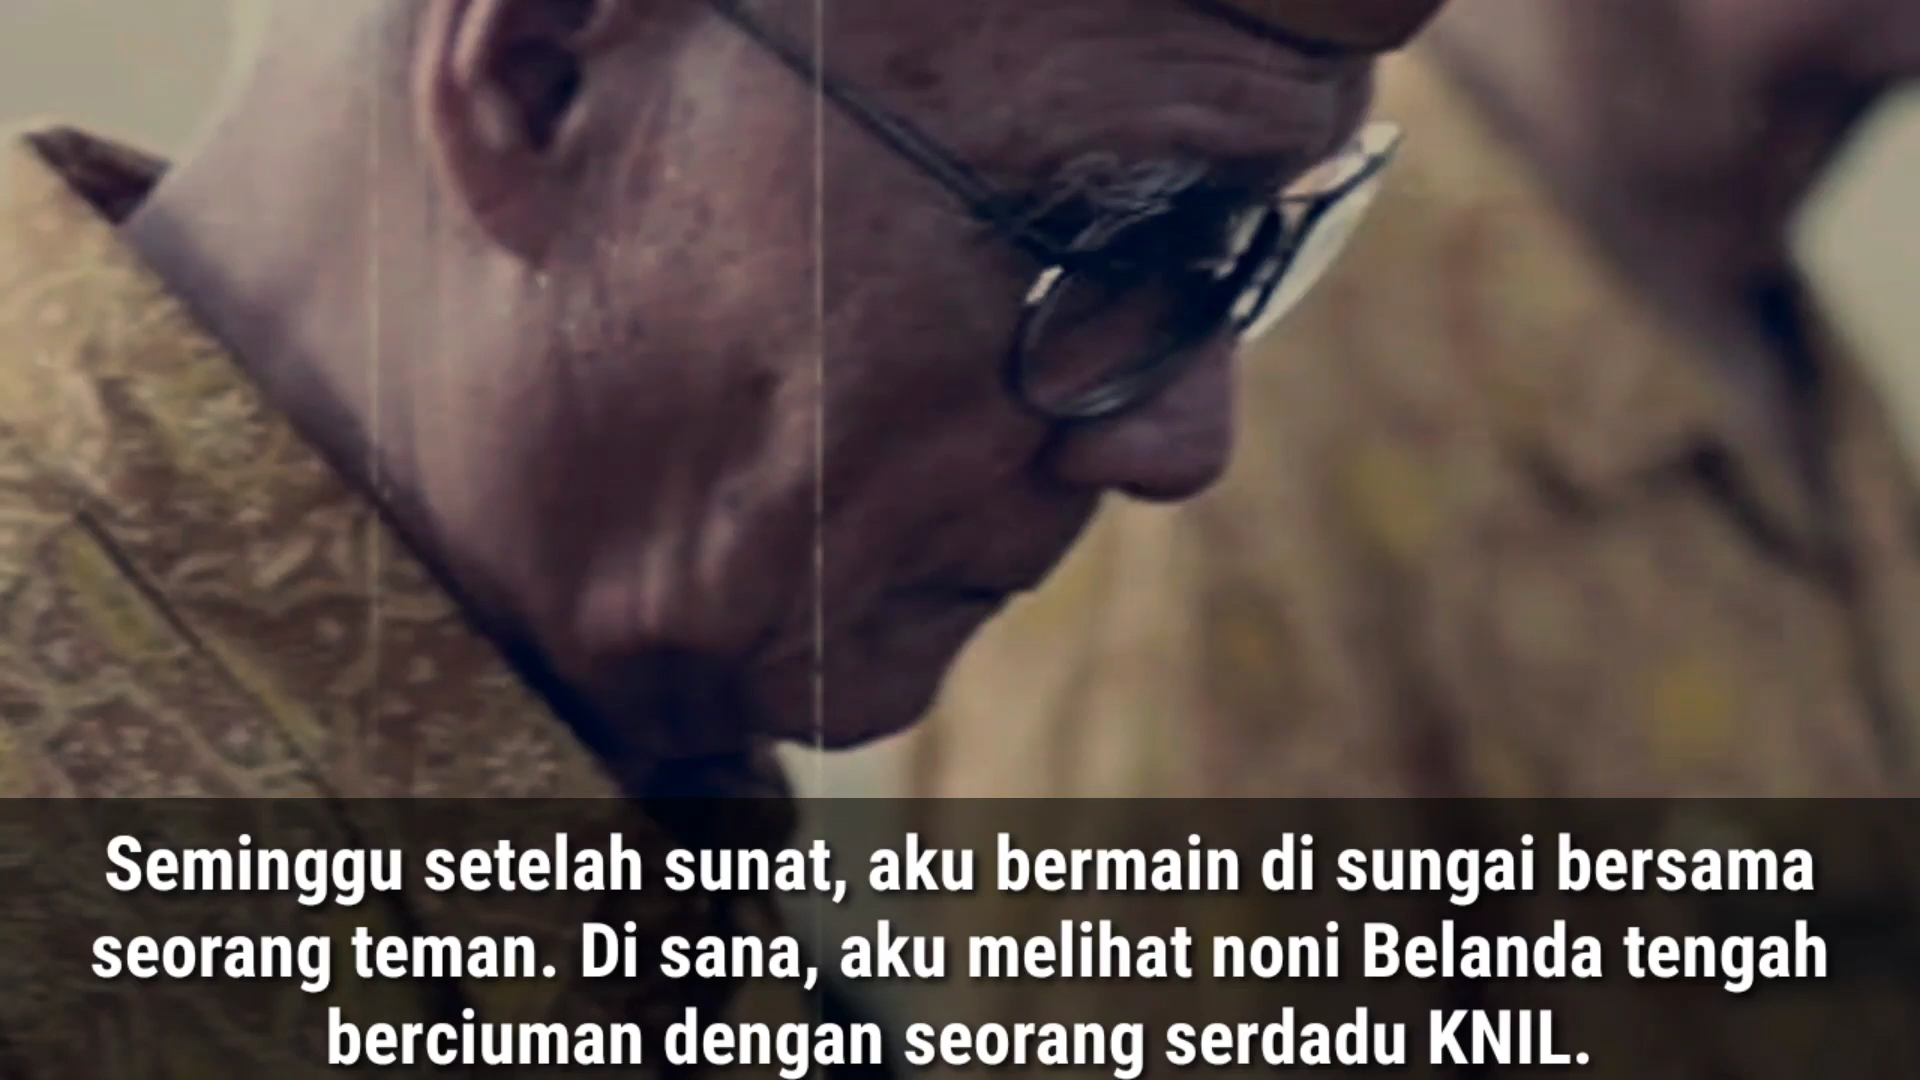 Seminggu setelah sunat, aku bermain di sungai bersama
seorang teman. Di sana, aku melihat noni Belanda tengah
berciuman dengan seorang serdadu KNIL.